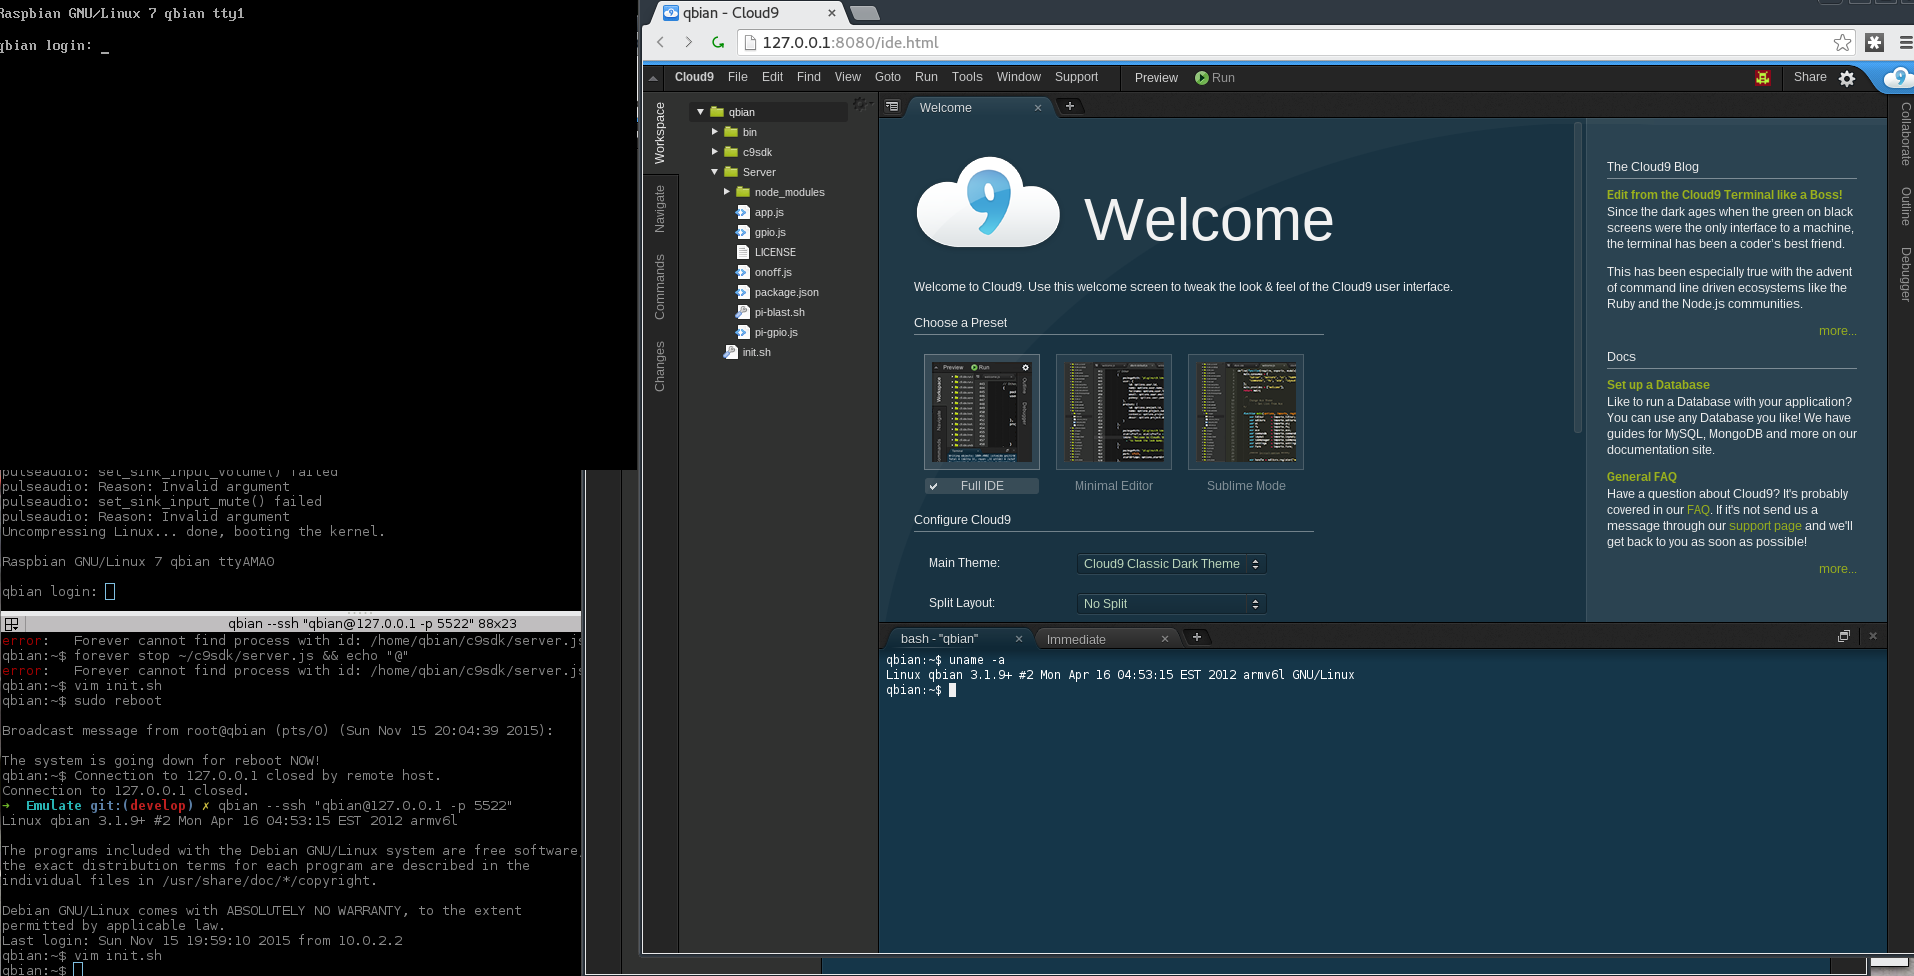 Raspbian GNU/Linux 7 qbian tty1
qbian login: _
pulseaudio: set_sink_input_volume() failed
pulseaudio: Reason: Invalid argument
pulseaudio: set_sink_input_mute() failed
pulseaudio: Reason: Invalid argument
Uncompressing Linux... done, booting the kernel.
Raspbian GNU/Linux 7 qbian ttyAMA0
qbian login:
qbian --ssh "qbian@127.0.0.1 -p 5522" 88x23
error:   Forever cannot find process with id: /home/qbian/c9sdk/server.js
qbian:~$ forever stop ~/c9sdk/server.js && echo "@"
error:   Forever cannot find process with id: /home/qbian/c9sdk/server.js
qbian:~$ vim init.sh
qbian:~$ sudo reboot
Broadcast message from root@qbian (pts/0) (Sun Nov 15 20:04:39 2015):
The system is going down for reboot NOW!
qbian:~$ Connection to 127.0.0.1 closed by remote host.
Connection to 127.0.0.1 closed.
➜  Emulate git:(develop) ✗ qbian --ssh "qbian@127.0.0.1 -p 5522"
Linux qbian 3.1.9+ #2 Mon Apr 16 04:53:15 EST 2012 armv6l
The programs included with the Debian GNU/Linux system are free software;
the exact distribution terms for each program are described in the
individual files in /usr/share/doc/*/copyright.
Debian GNU/Linux comes with ABSOLUTELY NO WARRANTY, to the extent
permitted by applicable law.
Last login: Sun Nov 15 19:59:10 2015 from 10.0.2.2
qbian:~$ vim init.sh
qbian:~$
qbian - Cloud9
127.0.0.1:8080/ide.html
Cloud9 File Edit Find View Goto Run Tools Window Support Preview Run Share
Workspace
Navigate
Commands
Changes
qbian
bin
c9sdk
Server
node_modules
app.js
gpio.js
LICENSE
onoff.js
package.json
pi-blast.sh
pi-gpio.js
init.sh
Welcome
9 Welcome
Welcome to Cloud9. Use this welcome screen to tweak the look & feel of the Cloud9 user interface.
Choose a Preset
Full IDE
Minimal Editor
Sublime Mode
Configure Cloud9
Main Theme: Cloud9 Classic Dark Theme
Split Layout: No Split
The Cloud9 Blog
Edit from the Cloud9 Terminal like a Boss!
Since the dark ages when the green on black
screens were the only interface to a machine,
the terminal has been a coder's best friend.
This has been especially true with the advent
of command line driven ecosystems like the
Ruby and the Node.js communities.
more...
Docs
Set up a Database
Like to run a Database with your application?
You can use any Database you like! We have
guides for MySQL, MongoDB and more on our
documentation site.
General FAQ
Have a question about Cloud9? It's probably
covered in our FAQ. If it's not send us a
message through our support page and we'll
get back to you as soon as possible!
more...
Collaborate
Outline
Debugger
bash - "qbian"
Immediate
qbian:~$ uname -a
Linux qbian 3.1.9+ #2 Mon Apr 16 04:53:15 EST 2012 armv6l GNU/Linux
qbian:~$